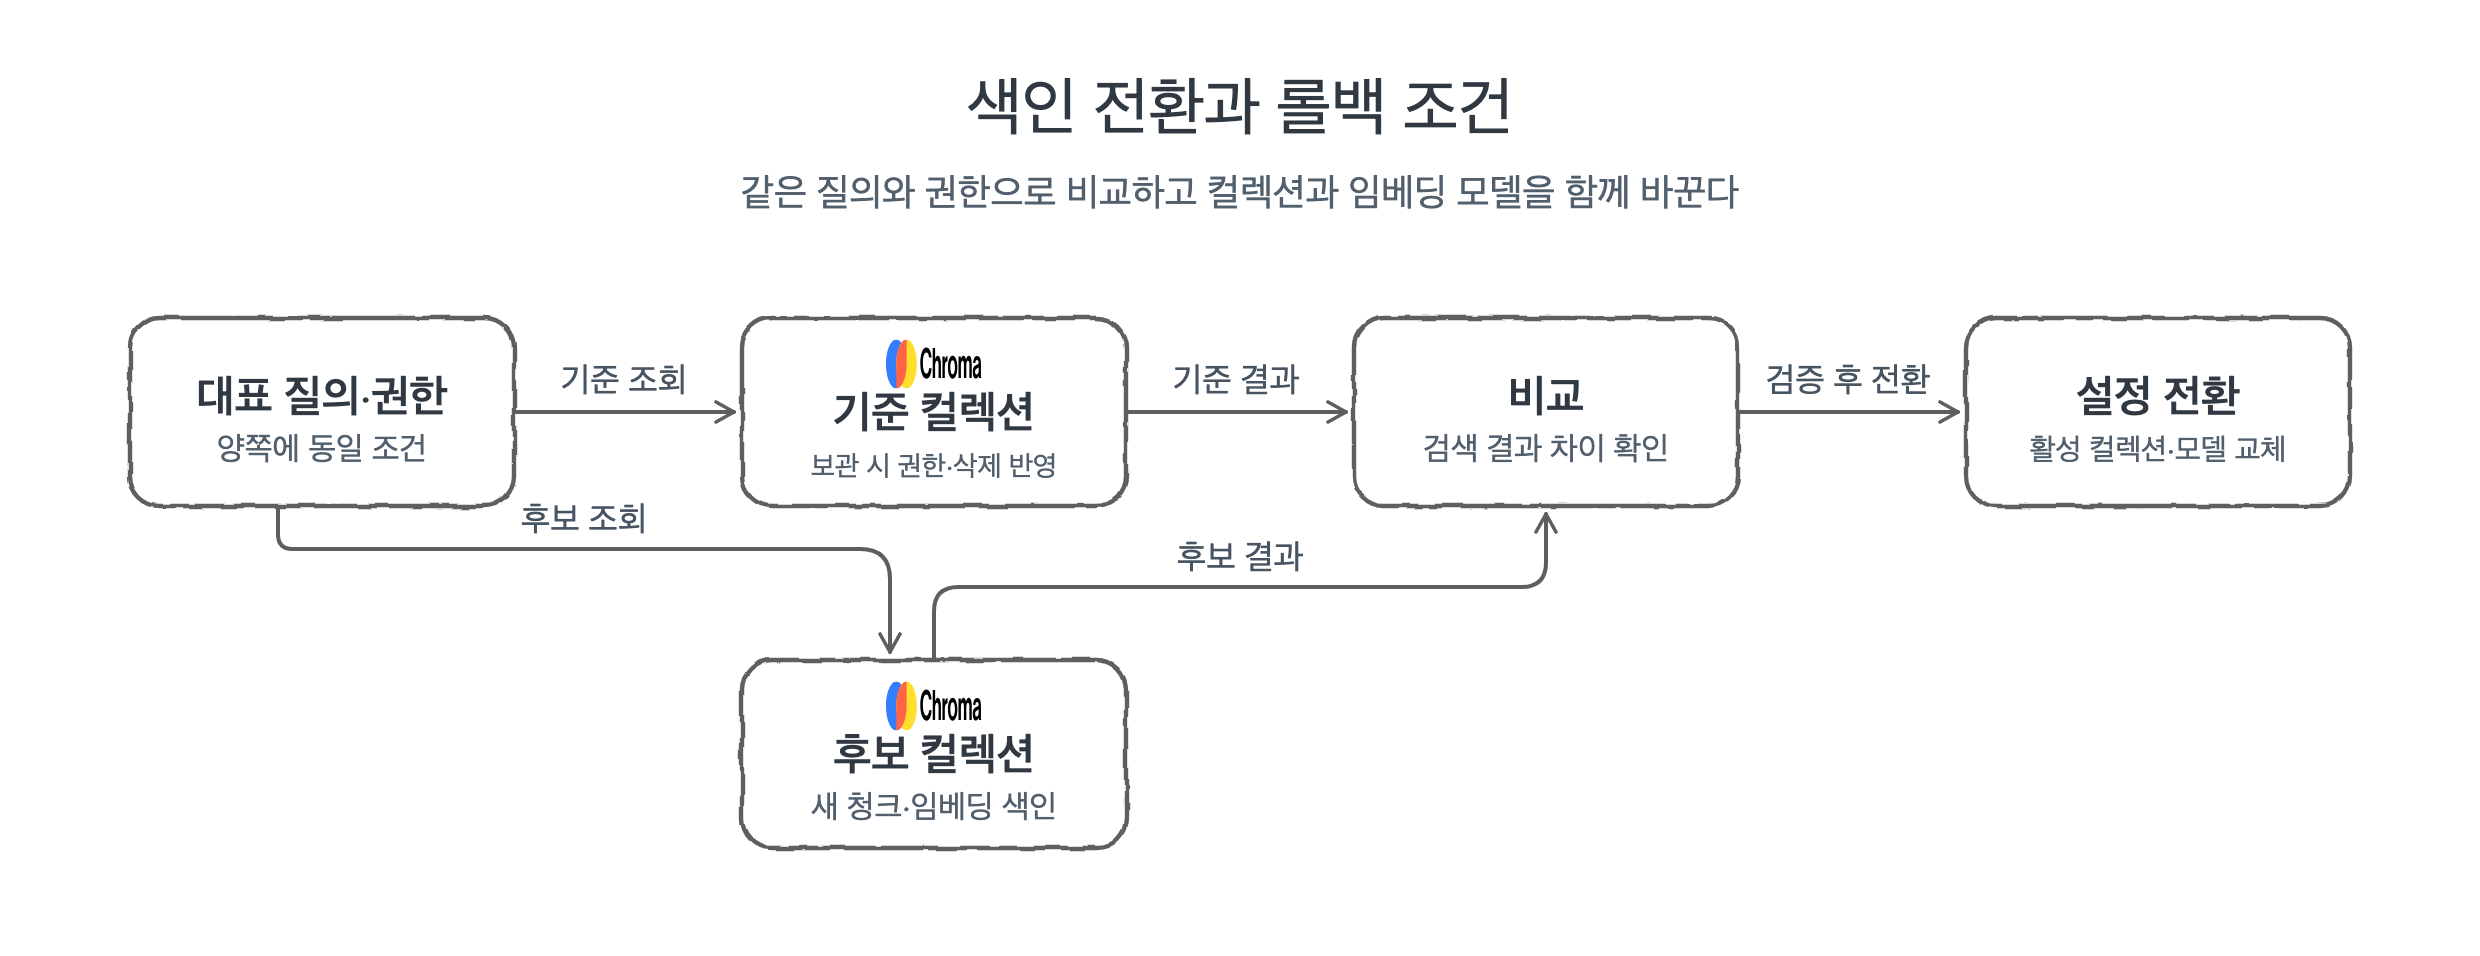 색인 전환과 롤백 조건
같은 질의와 권한으로 비교하고 컬렉션과 임베딩 모델을 함께 바꾼다
대표 질의·권한
양쪽에 동일 조건
기준 조회
Chroma
기준 컬렉션
보관 시 권한·삭제 반영
기준 결과
비교
검색 결과 차이 확인
검증 후 전환
설정 전환
활성 컬렉션·모델 교체
후보 조회
후보 결과
Chroma
후보 컬렉션
새 청크·임베딩 색인